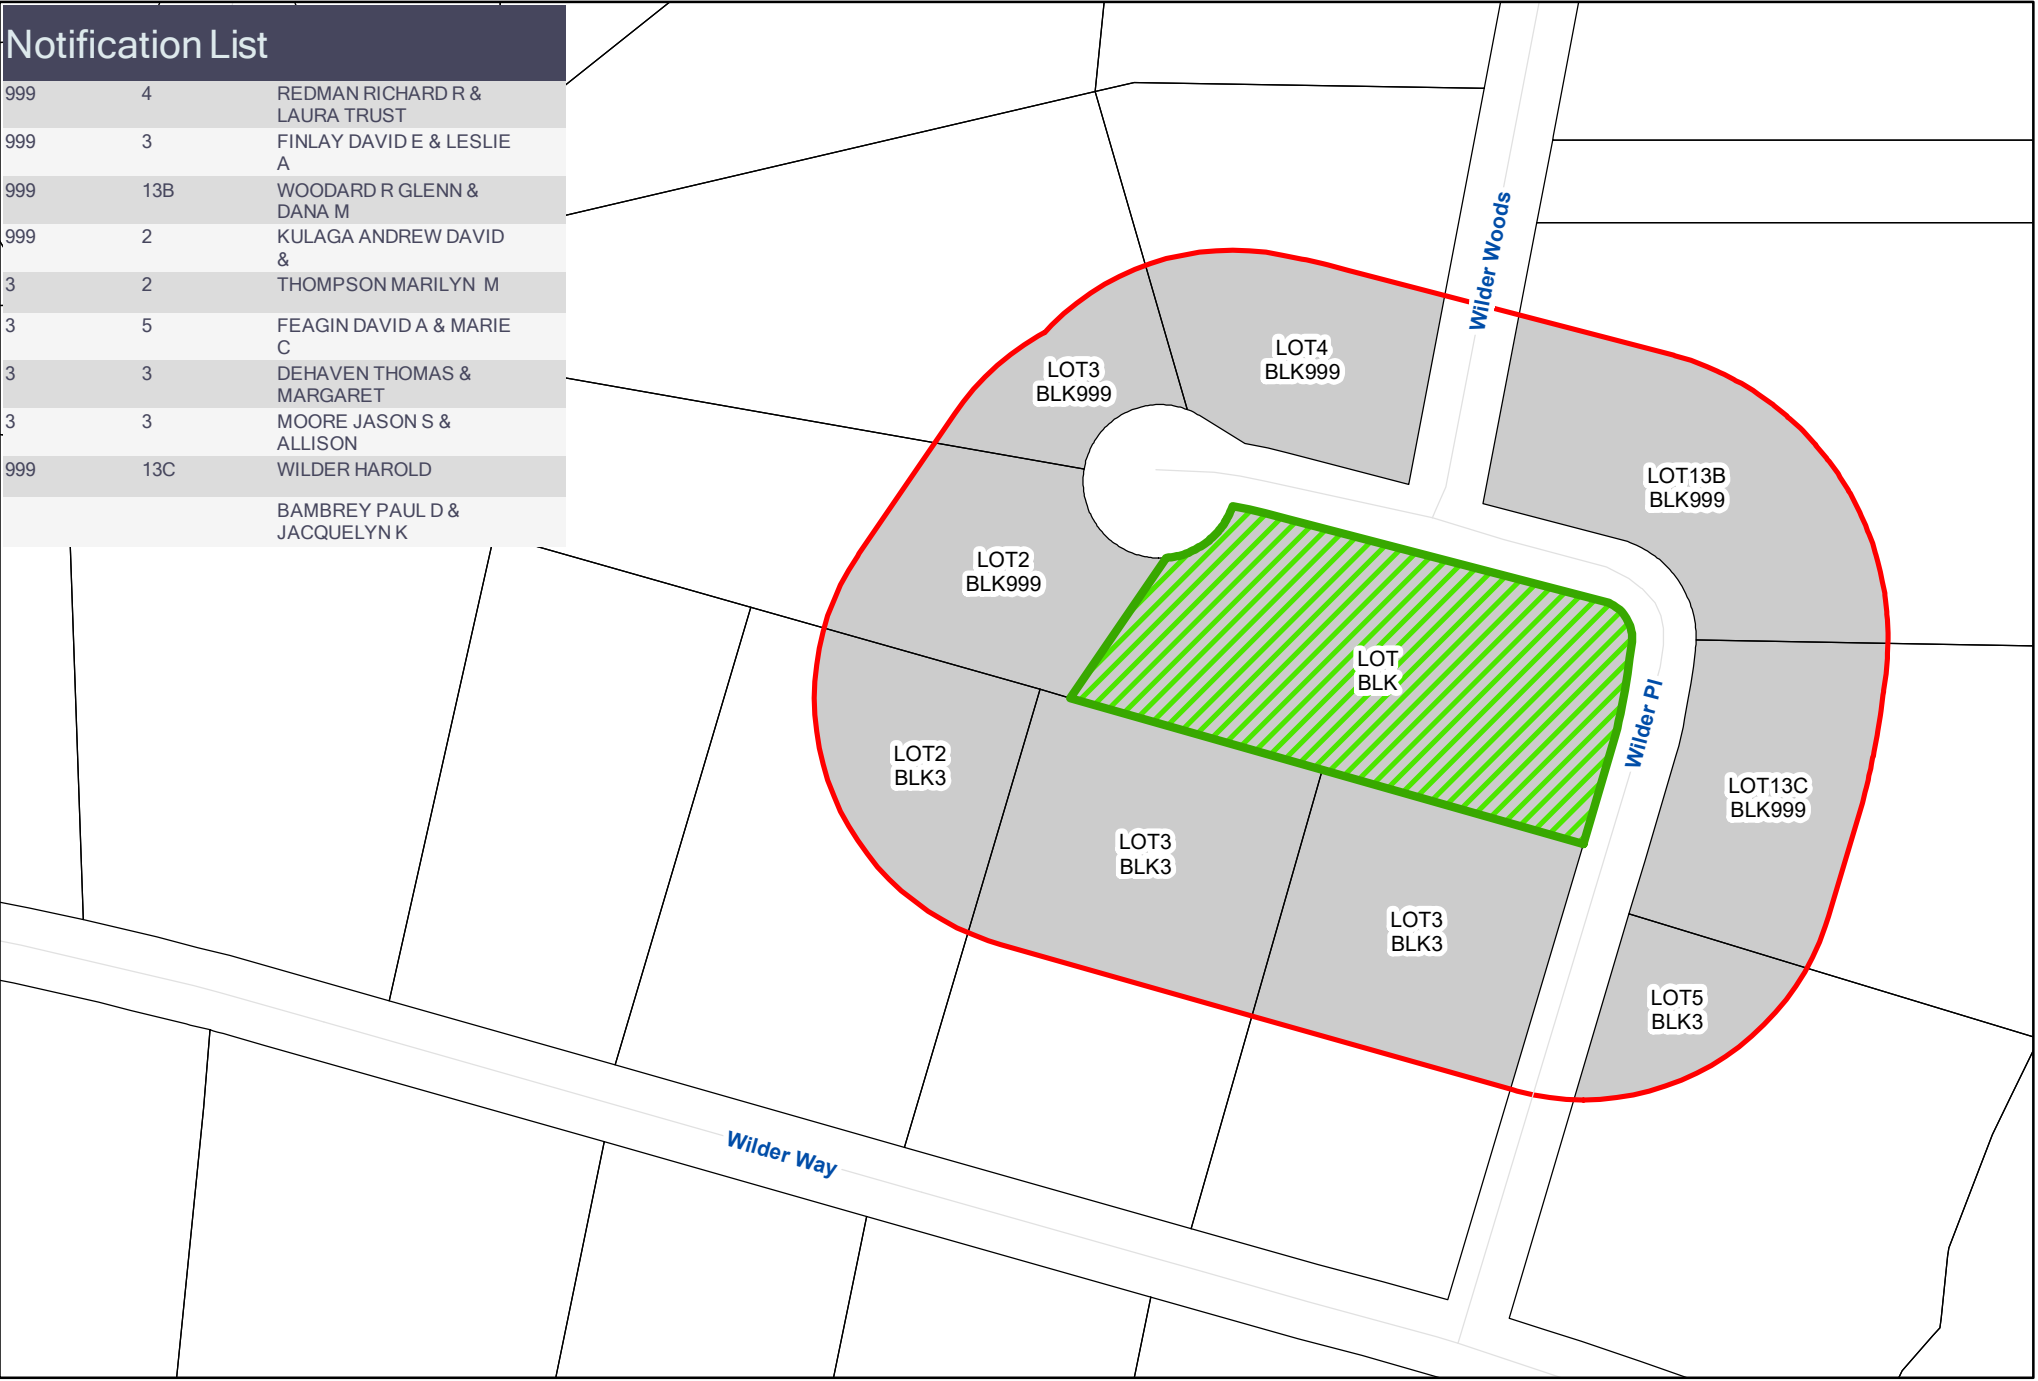 Notification List
999 4 REDMAN RICHARD R &
LAURA TRUST
999 3 FINLAY DAVID E & LESLIE
A
999 13B WOODARD R GLENN &
DANA M
999 2 KULAGA ANDREW DAVID
&
3 2 THOMPSON MARILYN M
3 5 FEAGIN DAVID A & MARIE
C
3 3 DEHAVEN THOMAS &
MARGARET
3 3 MOORE JASON S &
ALLISON
999 13C WILDER HAROLD
BAMBREY PAUL D &
JACQUELYN K
Wilder Woods
LOT4
BLK999
LOT3
BLK999
LOT13B
BLK999
LOT2
BLK999
LOT
BLK
Wilder Pl
LOT2
BLK3
LOT13C
BLK999
LOT3
BLK3
LOT3
BLK3
LOT5
BLK3
Wilder Way